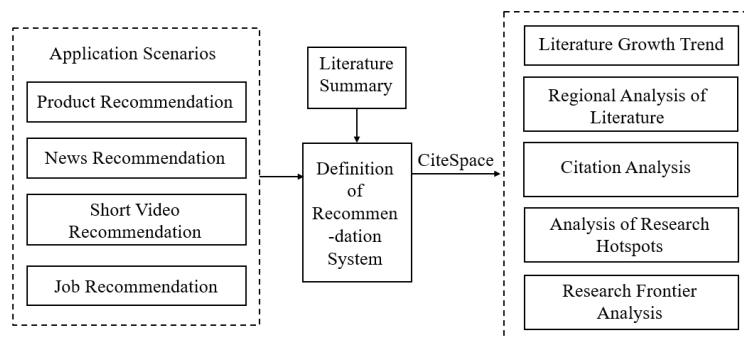 Application Scenarios
Product Recommendation
News Recommendation
Short Video
Recommendation
Job Recommendation
Literature
Summary
Definition
of
Recommen
-dation
System
CiteSpace
Literature Growth Trend
Regional Analysis of
Literature
Citation Analysis
Analysis of Research
Hotspots
Research Frontier
Analysis